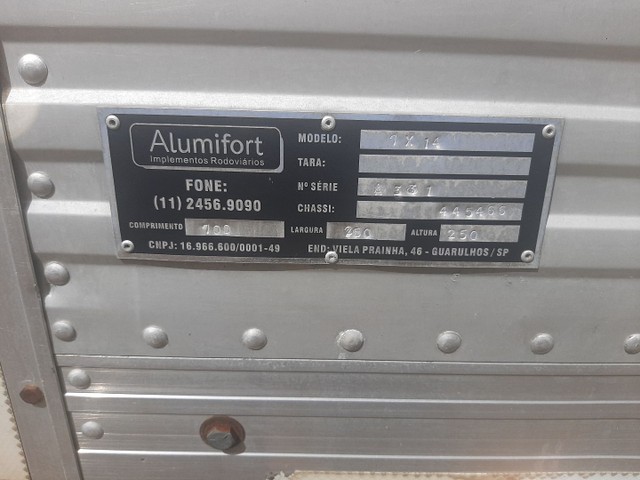 Alumifort
Implementos Rodoviários
FONE:
(11) 2456.9090
MODELO:
TARA:
Nº SÉRIE
CHASSI:
COMPRIMENTO
LARGURA 250 ALTURA 250
CNPJ: 16.966.600/0001-49 END: VIELA PRAINHA, 46 - GUARULHOS/SP